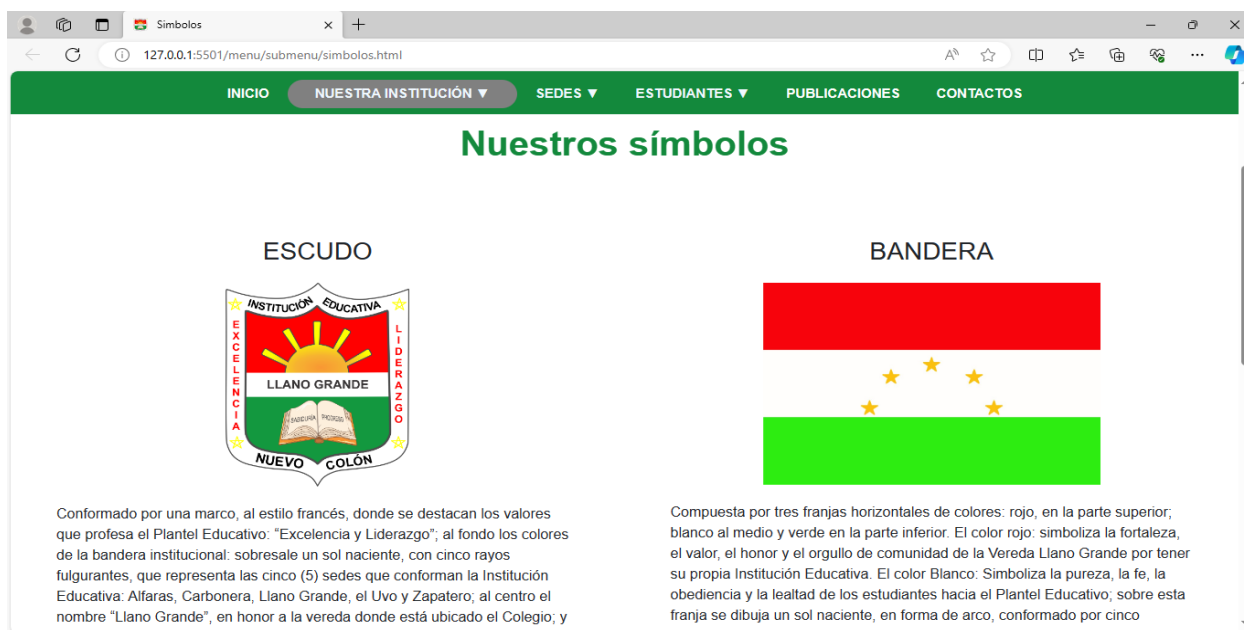 Simbolos
127.0.0.1:5501/menu/submenu/simbolos.html
INICIO NUESTRA INSTITUCIÓN ▼ SEDES ▼ ESTUDIANTES ▼ PUBLICACIONES CONTACTOS
Nuestros símbolos
ESCUDO
INSTITUCIÓN EDUCATIVA
EXCELENCIA
LIDERAZGO
LLANO GRANDE
SABIDURÍA
NUEVO COLÓN
Conformado por una marco, al estilo francés, donde se destacan los valores
que profesa el Plantel Educativo: “Excelencia y Liderazgo”; al fondo los colores
de la bandera institucional: sobresale un sol naciente, con cinco rayos
fulgurantes, que representa las cinco (5) sedes que conforman la Institución
Educativa: Alfaras, Carbonera, Llano Grande, el Uvo y Zapatero; al centro el
nombre “Llano Grande”, en honor a la vereda donde está ubicado el Colegio; y
BANDERA
Compuesta por tres franjas horizontales de colores: rojo, en la parte superior;
blanco al medio y verde en la parte inferior. El color rojo: simboliza la fortaleza,
el valor, el honor y el orgullo de comunidad de la Vereda Llano Grande por tener
su propia Institución Educativa. El color Blanco: Simboliza la pureza, la fe, la
obediencia y la lealtad de los estudiantes hacia el Plantel Educativo; sobre esta
franja se dibuja un sol naciente, en forma de arco, conformado por cinco